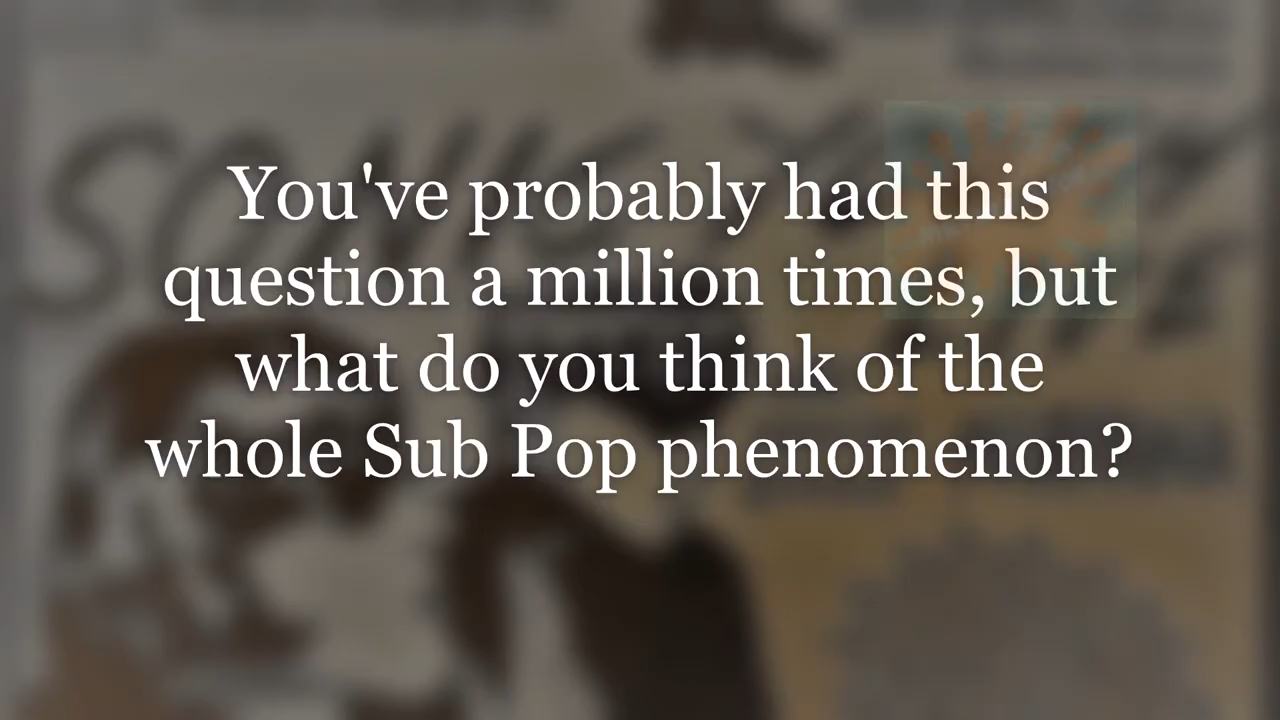 SONIC
You've probably had this
question a million times, but
what do you think of the
whole Sub Pop phenomenon?